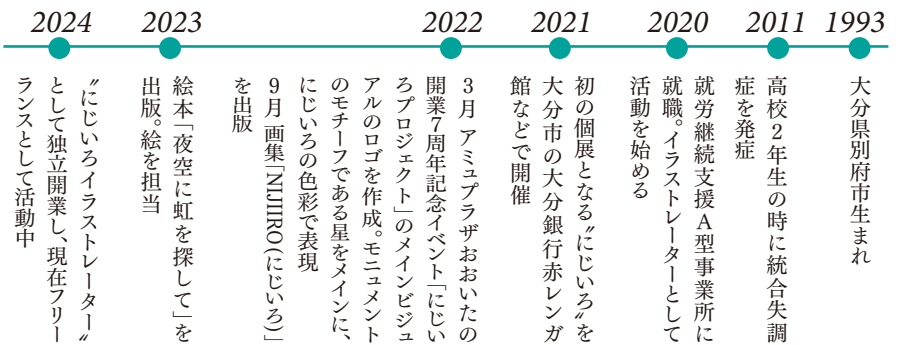 1993
大分県別府市生まれ
2011
高校2年生の時に統合失調
症を発症
2020
就労継続支援A型事業所に
就職。イラストレーターとして
活動を始める
2021
初の個展となる〝にじいろ〟を
大分市の大分銀行赤レンガ
館などで開催
2022
3月 アミュプラザおおいたの
開業7周年記念イベント「にじい
ろプロジェクト」のメインビジュ
アルのロゴを作成。モニュメント
のモチーフである星をメインに、
にじいろの色彩で表現
9月 画集「NIJIIRO(にじいろ)」
を出版
2023
絵本「夜空に虹を探して」を
出版。絵を担当
2024
〝にじいろイラストレーター〟
として独立開業し、現在フリー
ランスとして活動中